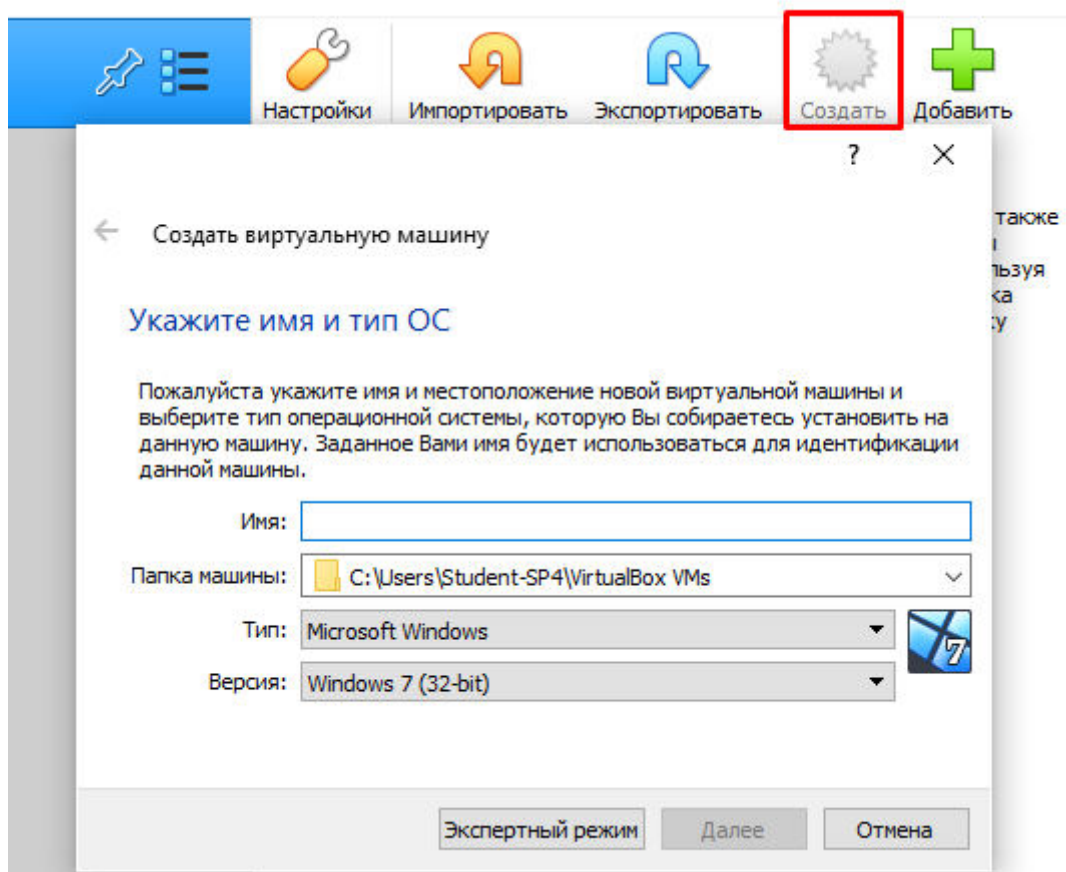 Настройки Импортировать Экспортировать Создать Добавить
?
также
Создать виртуальную машину
льзуя
Укажите имя и тип ОС
Пожалуйста укажите имя и местоположение новой виртуальной машины и
выберите тип операционной системы, которую Вы собираетесь установить на
данную машину. Заданное Вами имя будет использоваться для идентификации
данной машины.
Имя:
Папка машины: C:\Users\Student-SP4\VirtualBox VMs
Тип: Microsoft Windows
7
Версия: Windows 7 (32-bit)
Экспертный режим Далее Отмена